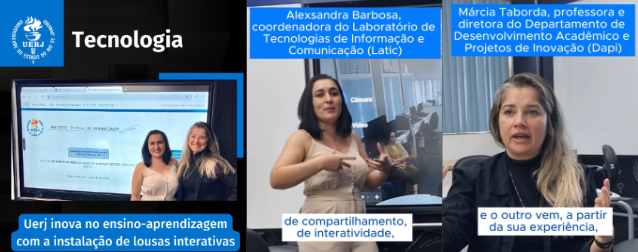 UERJ
Tecnologia
Uerj inova no ensino-aprendizagem
com a instalação de lousas interativas
Alexsandra Barbosa,
coordenadora do Laboratório de
Tecnologias de Informação e
Comunicação (Latic)
Câmara
Vídeo
de compartilhamento,
de interatividade,
Márcia Taborda, professora e
diretora do Departamento de
Desenvolvimento Acadêmico e
Projetos de Inovação (Dapi)
e o outro vem, a partir
da sua experiência,